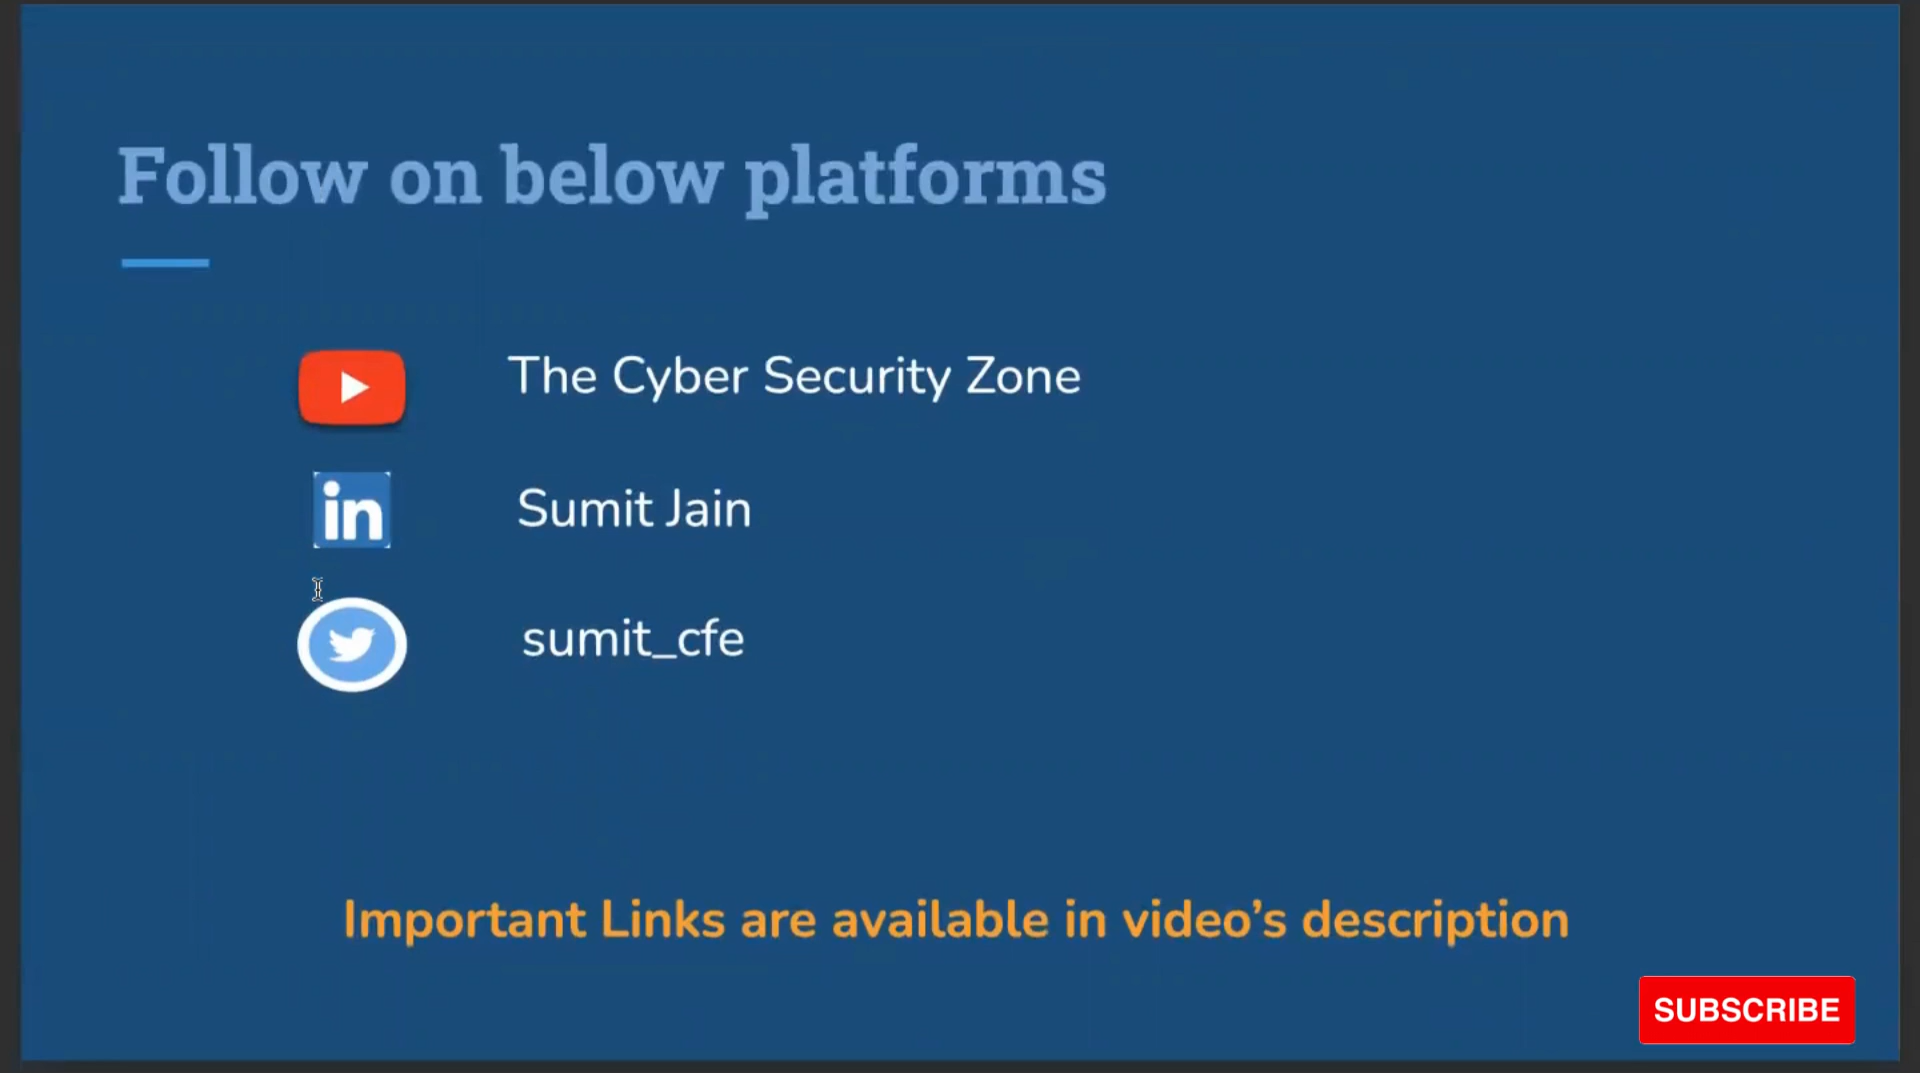 Follow on below platforms
The Cyber Security Zone
in
Sumit Jain
sumit_cfe
Important Links are available in video’s description
SUBSCRIBE